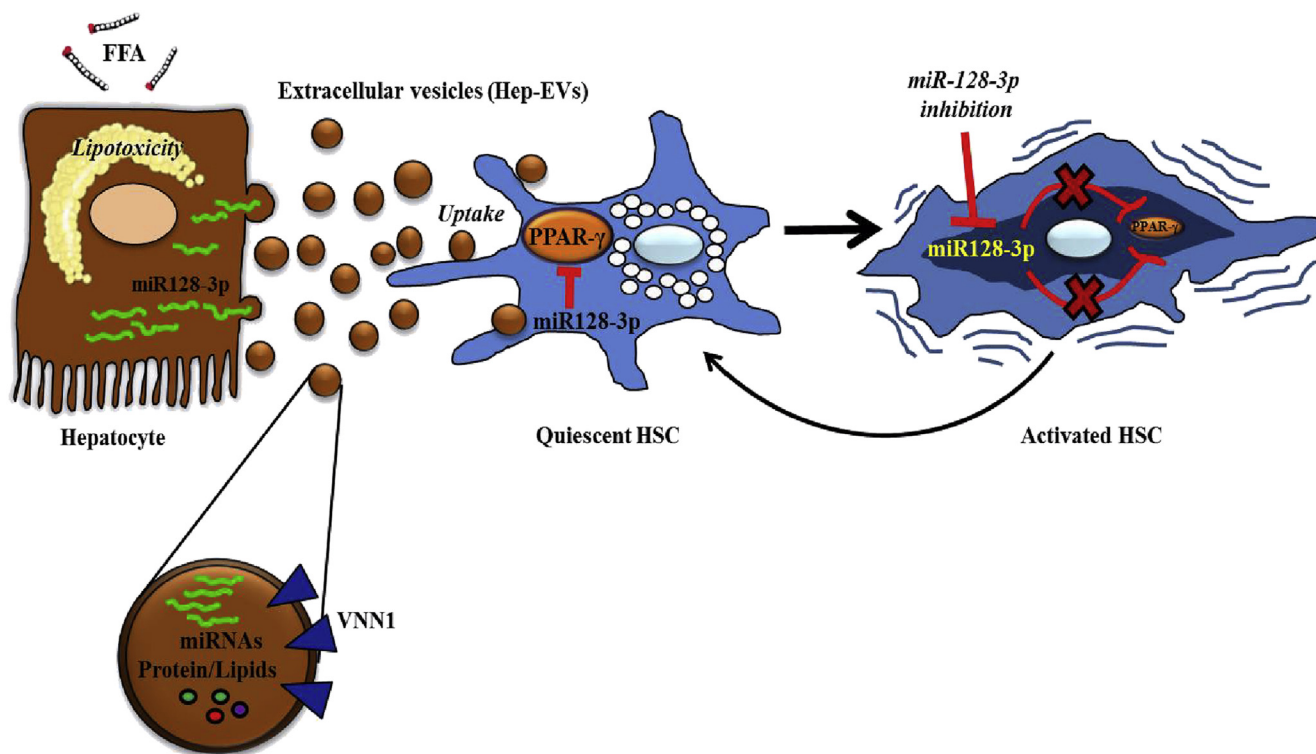 FFA
Lipotoxicity
miR128-3p
Hepatocyte
Extracellular vesicles (Hep-EVs)
Uptake
PPAR-γ
miR128-3p
Quiescent HSC
miR-128-3p
inhibition
miR128-3p
PPAR-γ
Activated HSC
VNN1
miRNAs
Protein/Lipids